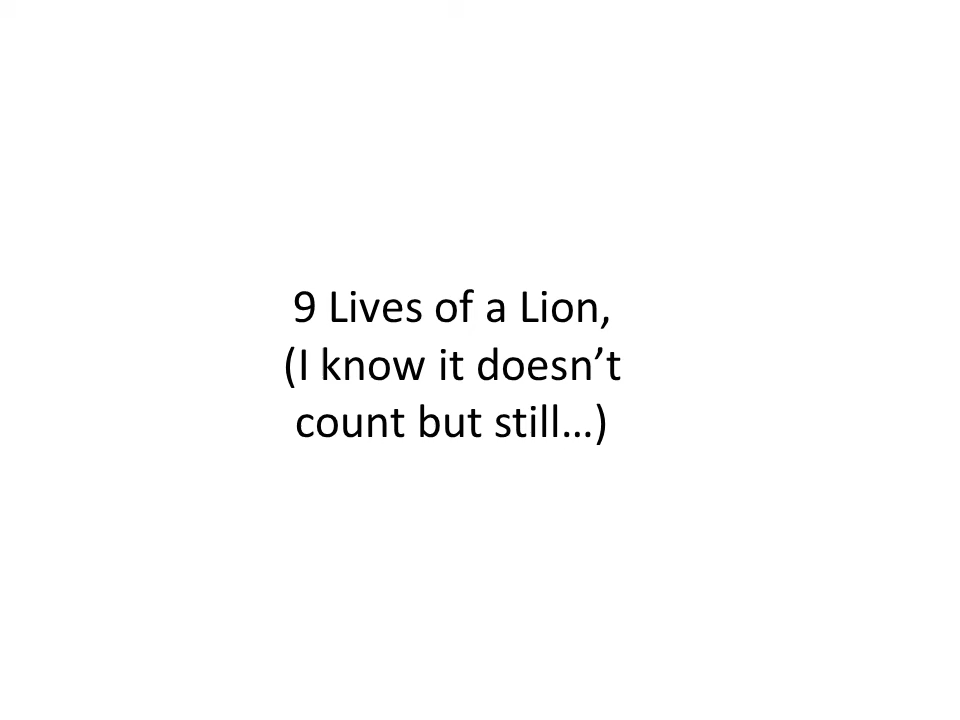 9 Lives of a Lion,
(I know it doesn’t
count but still…)